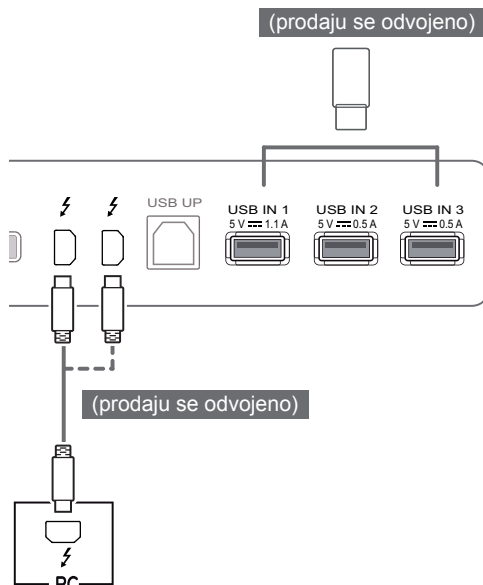 (prodaju se odvojeno)
USB UP
USB IN 1
5 V 1.1 A
USB IN 2
5 V 0.5 A
USB IN 3
5 V 0.5 A
(prodaju se odvojeno)
PC